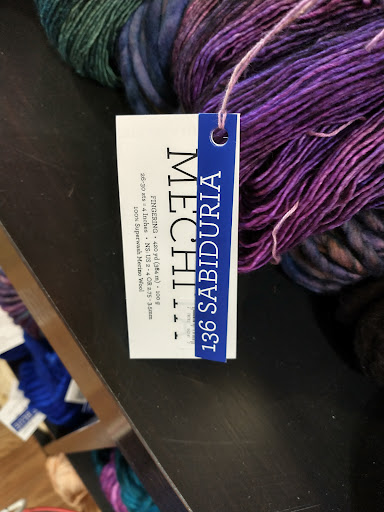 136 SABIDURIA
MECHI
FINGERING • 420 yd (384 m) • 100 g
26-30 sts = 4 Inches • NS: US 2 - 4 OR 2.75 - 3.5mm
100% Superwash Merino Wool